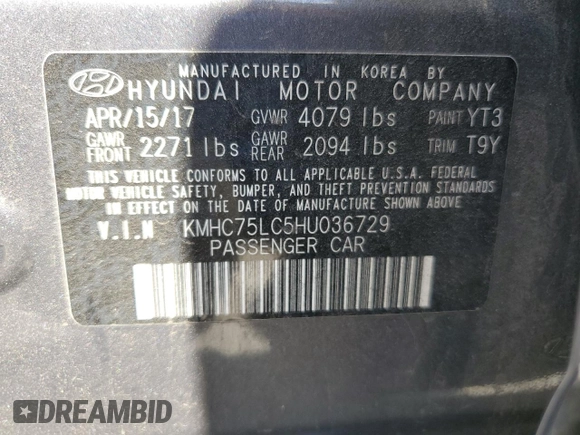 MANUFACTURED IN KOREA BY
HYUNDAI MOTOR COMPANY
APR/15/17 GVWR 4079 lbs PAINT YT3
GAWR FRONT 2271 lbs GAWR REAR 2094 lbs TRIM T9Y
THIS VEHICLE CONFORMS TO ALL APPLICABLE U.S.A. FEDERAL
MOTOR VEHICLE SAFETY, BUMPER, AND THEFT PREVENTION STANDARDS
IN EFFECT ON THE DATE OF MANUFACTURE SHOWN ABOVE
V.I.N KMHC75LC5HU036729
PASSENGER CAR
DREAMBID